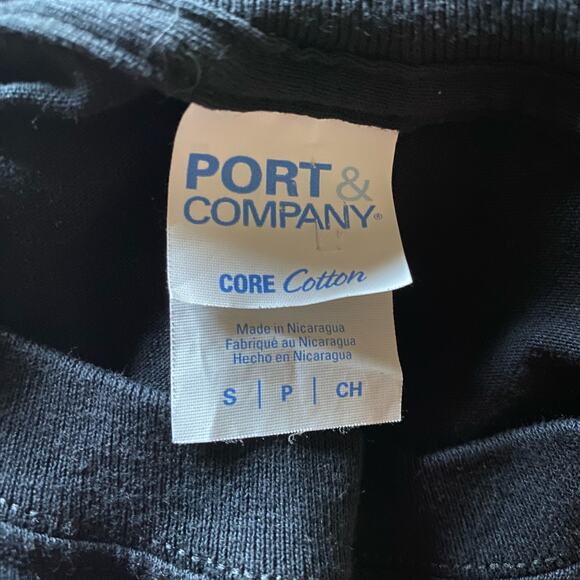 PORT &
COMPANY®
CORE Cotton
Made in Nicaragua
Fabriqué au Nicaragua
Hecho en Nicaragua
S | P | CH